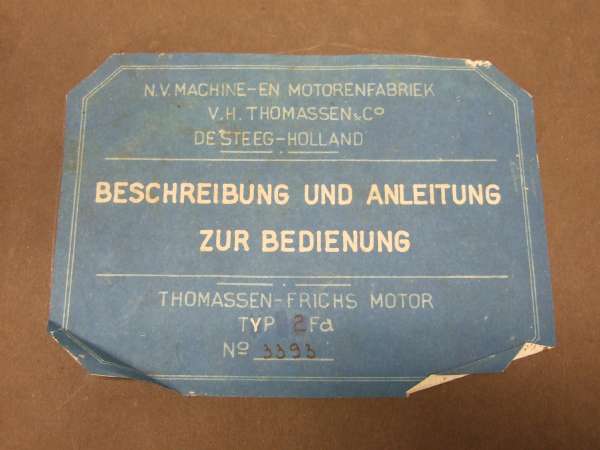 N.V. MACHINE-EN MOTORENFABRIEK
V.H. THOMASSEN & Co
DE STEEG-HOLLAND
BESCHREIBUNG UND ANLEITUNG
ZUR BEDIENUNG
THOMASSEN-FRICHS MOTOR
TYP 2Fd
No 3393